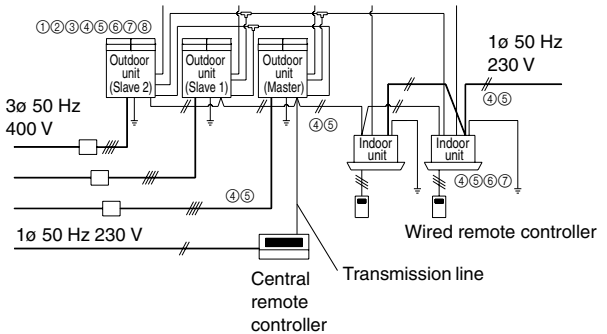 ①②③④⑤⑥⑦⑧
Outdoor
unit
(Slave 2)
Outdoor
unit
(Slave 1)
Outdoor
unit
(Master)
1ø 50 Hz
230 V
④⑤
3ø 50 Hz
400 V
④⑤
Indoor
unit
Indoor
unit
④⑤⑥⑦
④⑤
Wired remote controller
1ø 50 Hz 230 V
Transmission line
Central
remote
controller